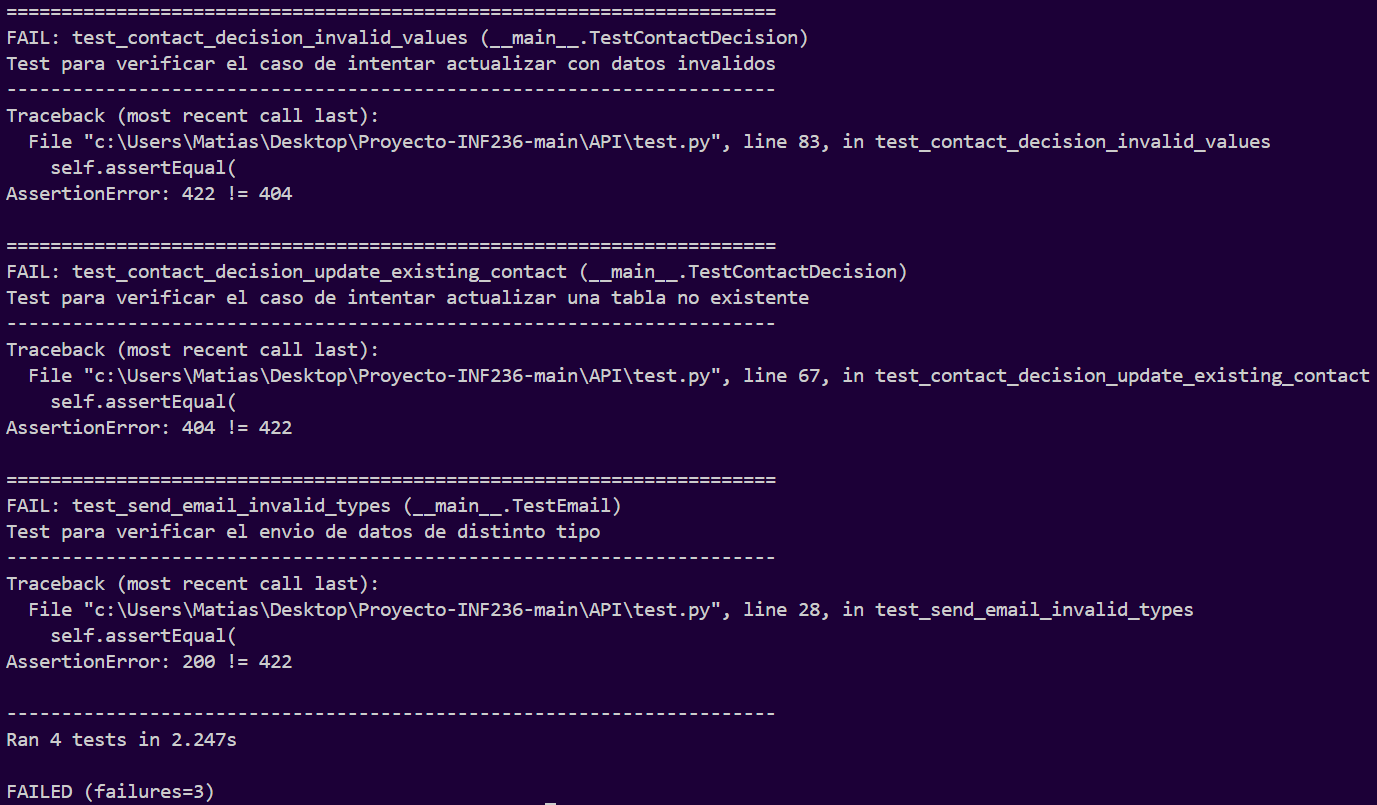 ======================================================================
FAIL: test_contact_decision_invalid_values (__main__.TestContactDecision)
Test para verificar el caso de intentar actualizar con datos invalidos
----------------------------------------------------------------------
Traceback (most recent call last):
  File "c:\Users\Matias\Desktop\Proyecto-INF236-main\API\test.py", line 83, in test_contact_decision_invalid_values
    self.assertEqual(
AssertionError: 422 != 404

======================================================================
FAIL: test_contact_decision_update_existing_contact (__main__.TestContactDecision)
Test para verificar el caso de intentar actualizar una tabla no existente
----------------------------------------------------------------------
Traceback (most recent call last):
  File "c:\Users\Matias\Desktop\Proyecto-INF236-main\API\test.py", line 67, in test_contact_decision_update_existing_contact
    self.assertEqual(
AssertionError: 404 != 422

======================================================================
FAIL: test_send_email_invalid_types (__main__.TestEmail)
Test para verificar el envio de datos de distinto tipo
----------------------------------------------------------------------
Traceback (most recent call last):
  File "c:\Users\Matias\Desktop\Proyecto-INF236-main\API\test.py", line 28, in test_send_email_invalid_types
    self.assertEqual(
AssertionError: 200 != 422

----------------------------------------------------------------------
Ran 4 tests in 2.247s

FAILED (failures=3)